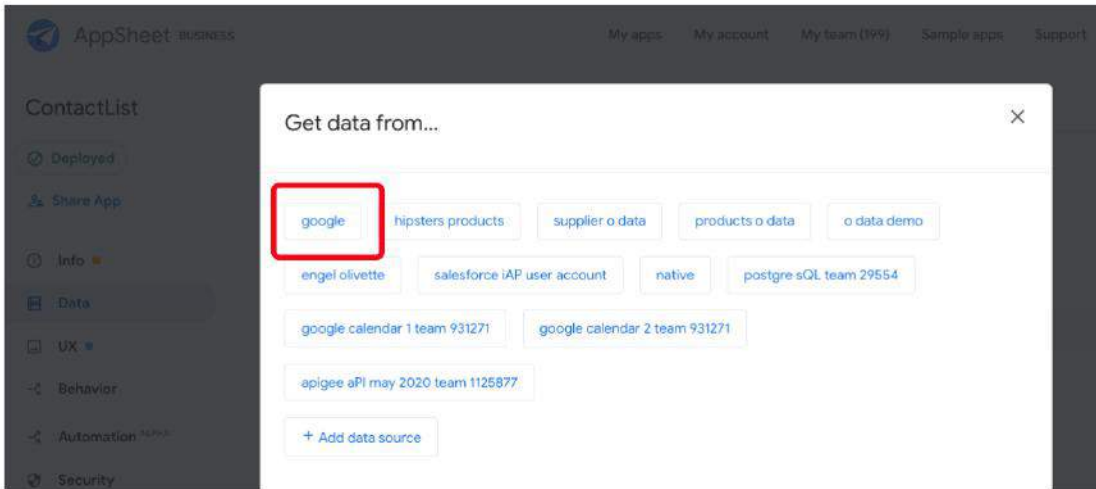 AppSheet BUSINESS
My apps My account My team (199) Sample apps Support
ContactList
Deployed
Share App
Info
Data
UX
Behavior
Automation
Security
Get data from...
google hipsters products supplier o data products o data o data demo
engel olivette salesforce iAP user account native postgre sQL team 29554
google calendar 1 team 931271 google calendar 2 team 931271
apigee aPI may 2020 team 1125877
+ Add data source